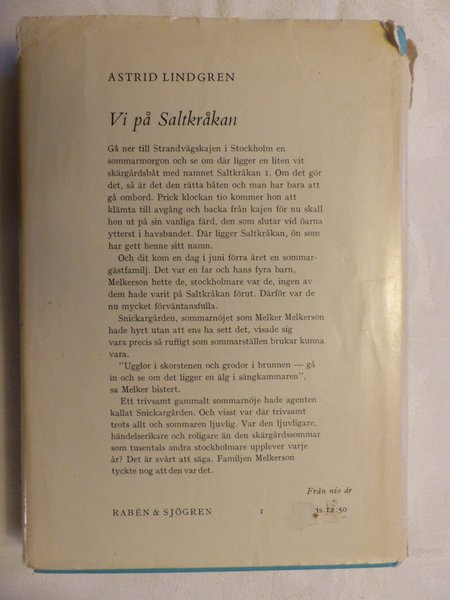 ASTRID LINDGREN
Vi på Saltkråkan
Gå ner till Strandvägskajen i Stockholm en
sommarmorgon och se om där ligger en liten vit
skärgårdsbåt med namnet Saltkråkan 1. Om det gör
det, så är det den rätta båten och man har bara att
gå ombord. Prick klockan tio kommer hon att
klämta till avgång och backa från kajen för nu skall
hon ut på sin vanliga färd, den som slutar vid öarna
ytterst i havsbandet. Där ligger Saltkråkan, ön som
har gett henne sitt namn.
Och dit kom en dag i juni förra året en sommar-
gästfamilj. Det var en far och hans fyra barn,
Melkerson hette de, stockholmare var de, ingen av
dem hade varit på Saltkråkan förut. Därför var de
nu mycket förväntansfulla.
Snickargården, sommarnöjet som Melker Melkerson
hade hyrt utan att ens ha sett det, visade sig
vara precis så ruffigt som sommarställen brukar kunna
vara.
"Ugglor i skorstenen och grodor i brunnen — gå
in och se om det ligger en älg i sängkammaren",
sa Melker bistert.
Ett trivsamt gammalt sommarnöje hade agenten
kallat Snickargården. Och visst var där trivsamt
trots allt och sommaren ljuvlig. Var den ljuvligare,
händelserikare och roligare än den skärgårdssommar
som tusentals andra stockholmare upplever varje
år? Det är svårt att säga. Familjen Melkerson
tyckte nog att den var det.
Från nio år
RABÉN & SJÖGREN 1 12.50